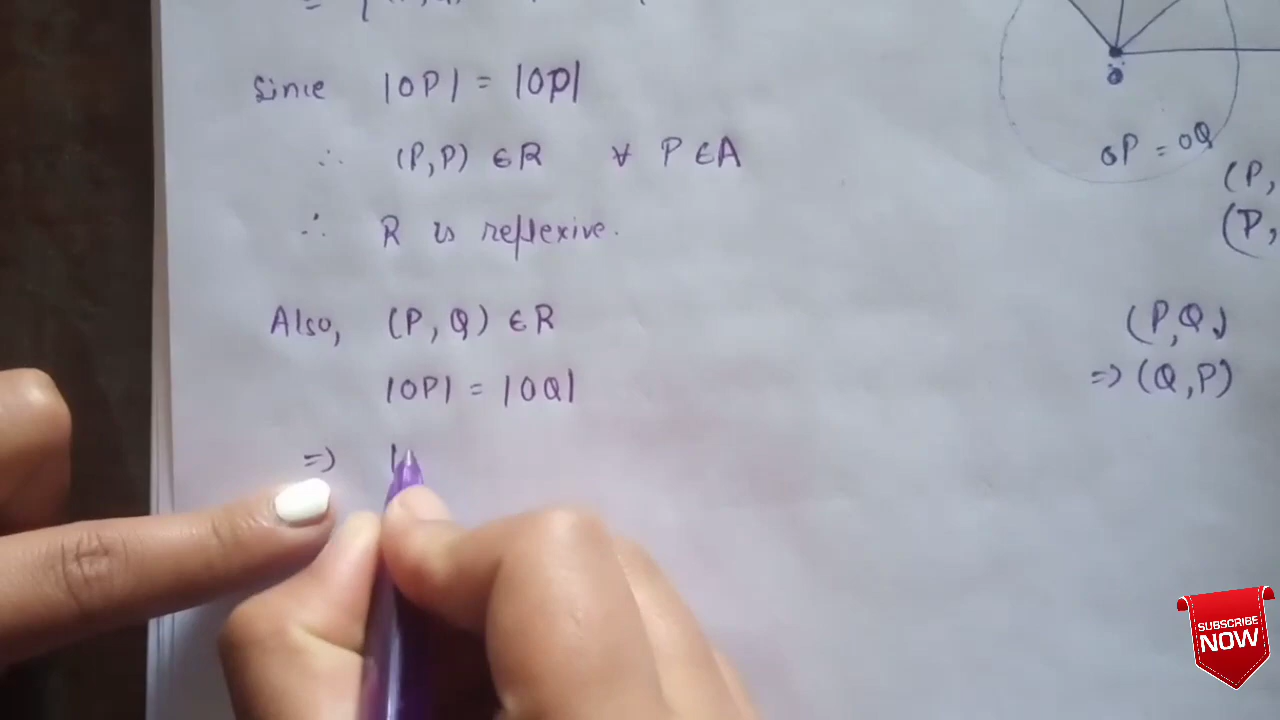 Since |OP| = |OP|
∴ (P,P) ∈ R ∀ P ∈ A
∴ R is reflexive.
Also, (P, Q) ∈ R
|OP| = |OQ|
=> |
O
OP = OQ
(P,
(P,
(P,Q)
=> (Q,P)
SUBSCRIBE
NOW